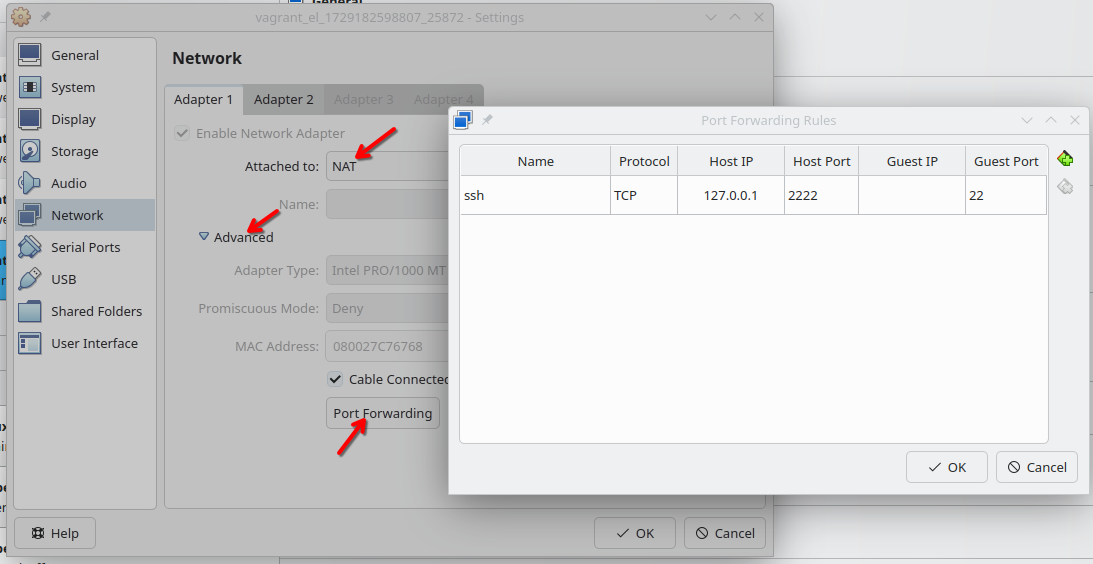 General
vagrant_el_1729182598807_25872 - Settings
General
System
Display
Storage
Audio
Network
Serial Ports
USB
Shared Folders
User Interface
Network
Adapter 1 Adapter 2 Adapter 3 Adapter 4
Enable Network Adapter
Attached to: NAT
Name:
Advanced
Adapter Type: Intel PRO/1000 MT
Promiscuous Mode: Deny
MAC Address: 080027C76768
Cable Connected
Port Forwarding
Help OK Cancel
Port Forwarding Rules
Name Protocol Host IP Host Port Guest IP Guest Port
ssh TCP 127.0.0.1 2222 22
OK Cancel